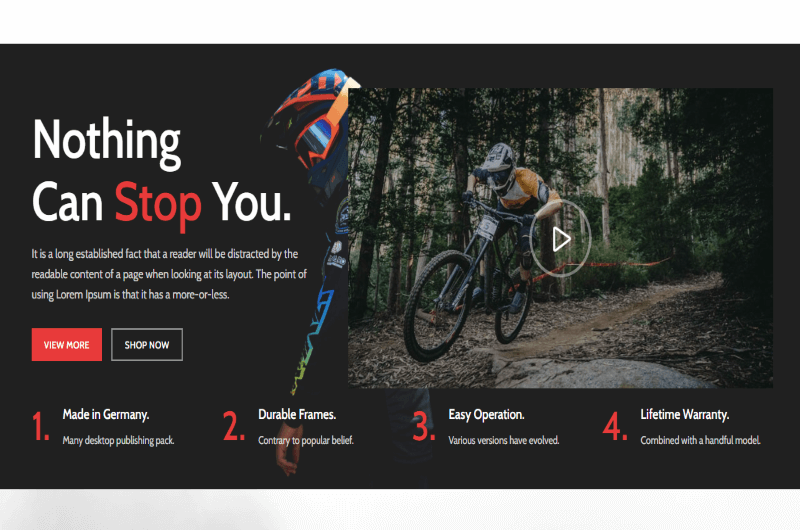 Nothing
Can Stop You.
It is a long established fact that a reader will be distracted by the
readable content of a page when looking at its layout. The point of
using Lorem Ipsum is that it has a more-or-less.
VIEW MORE
SHOP NOW
1.
Made in Germany.
Many desktop publishing pack.
2.
Durable Frames.
Contrary to popular belief.
3.
Easy Operation.
Various versions have evolved.
4.
Lifetime Warranty.
Combined with a handful model.